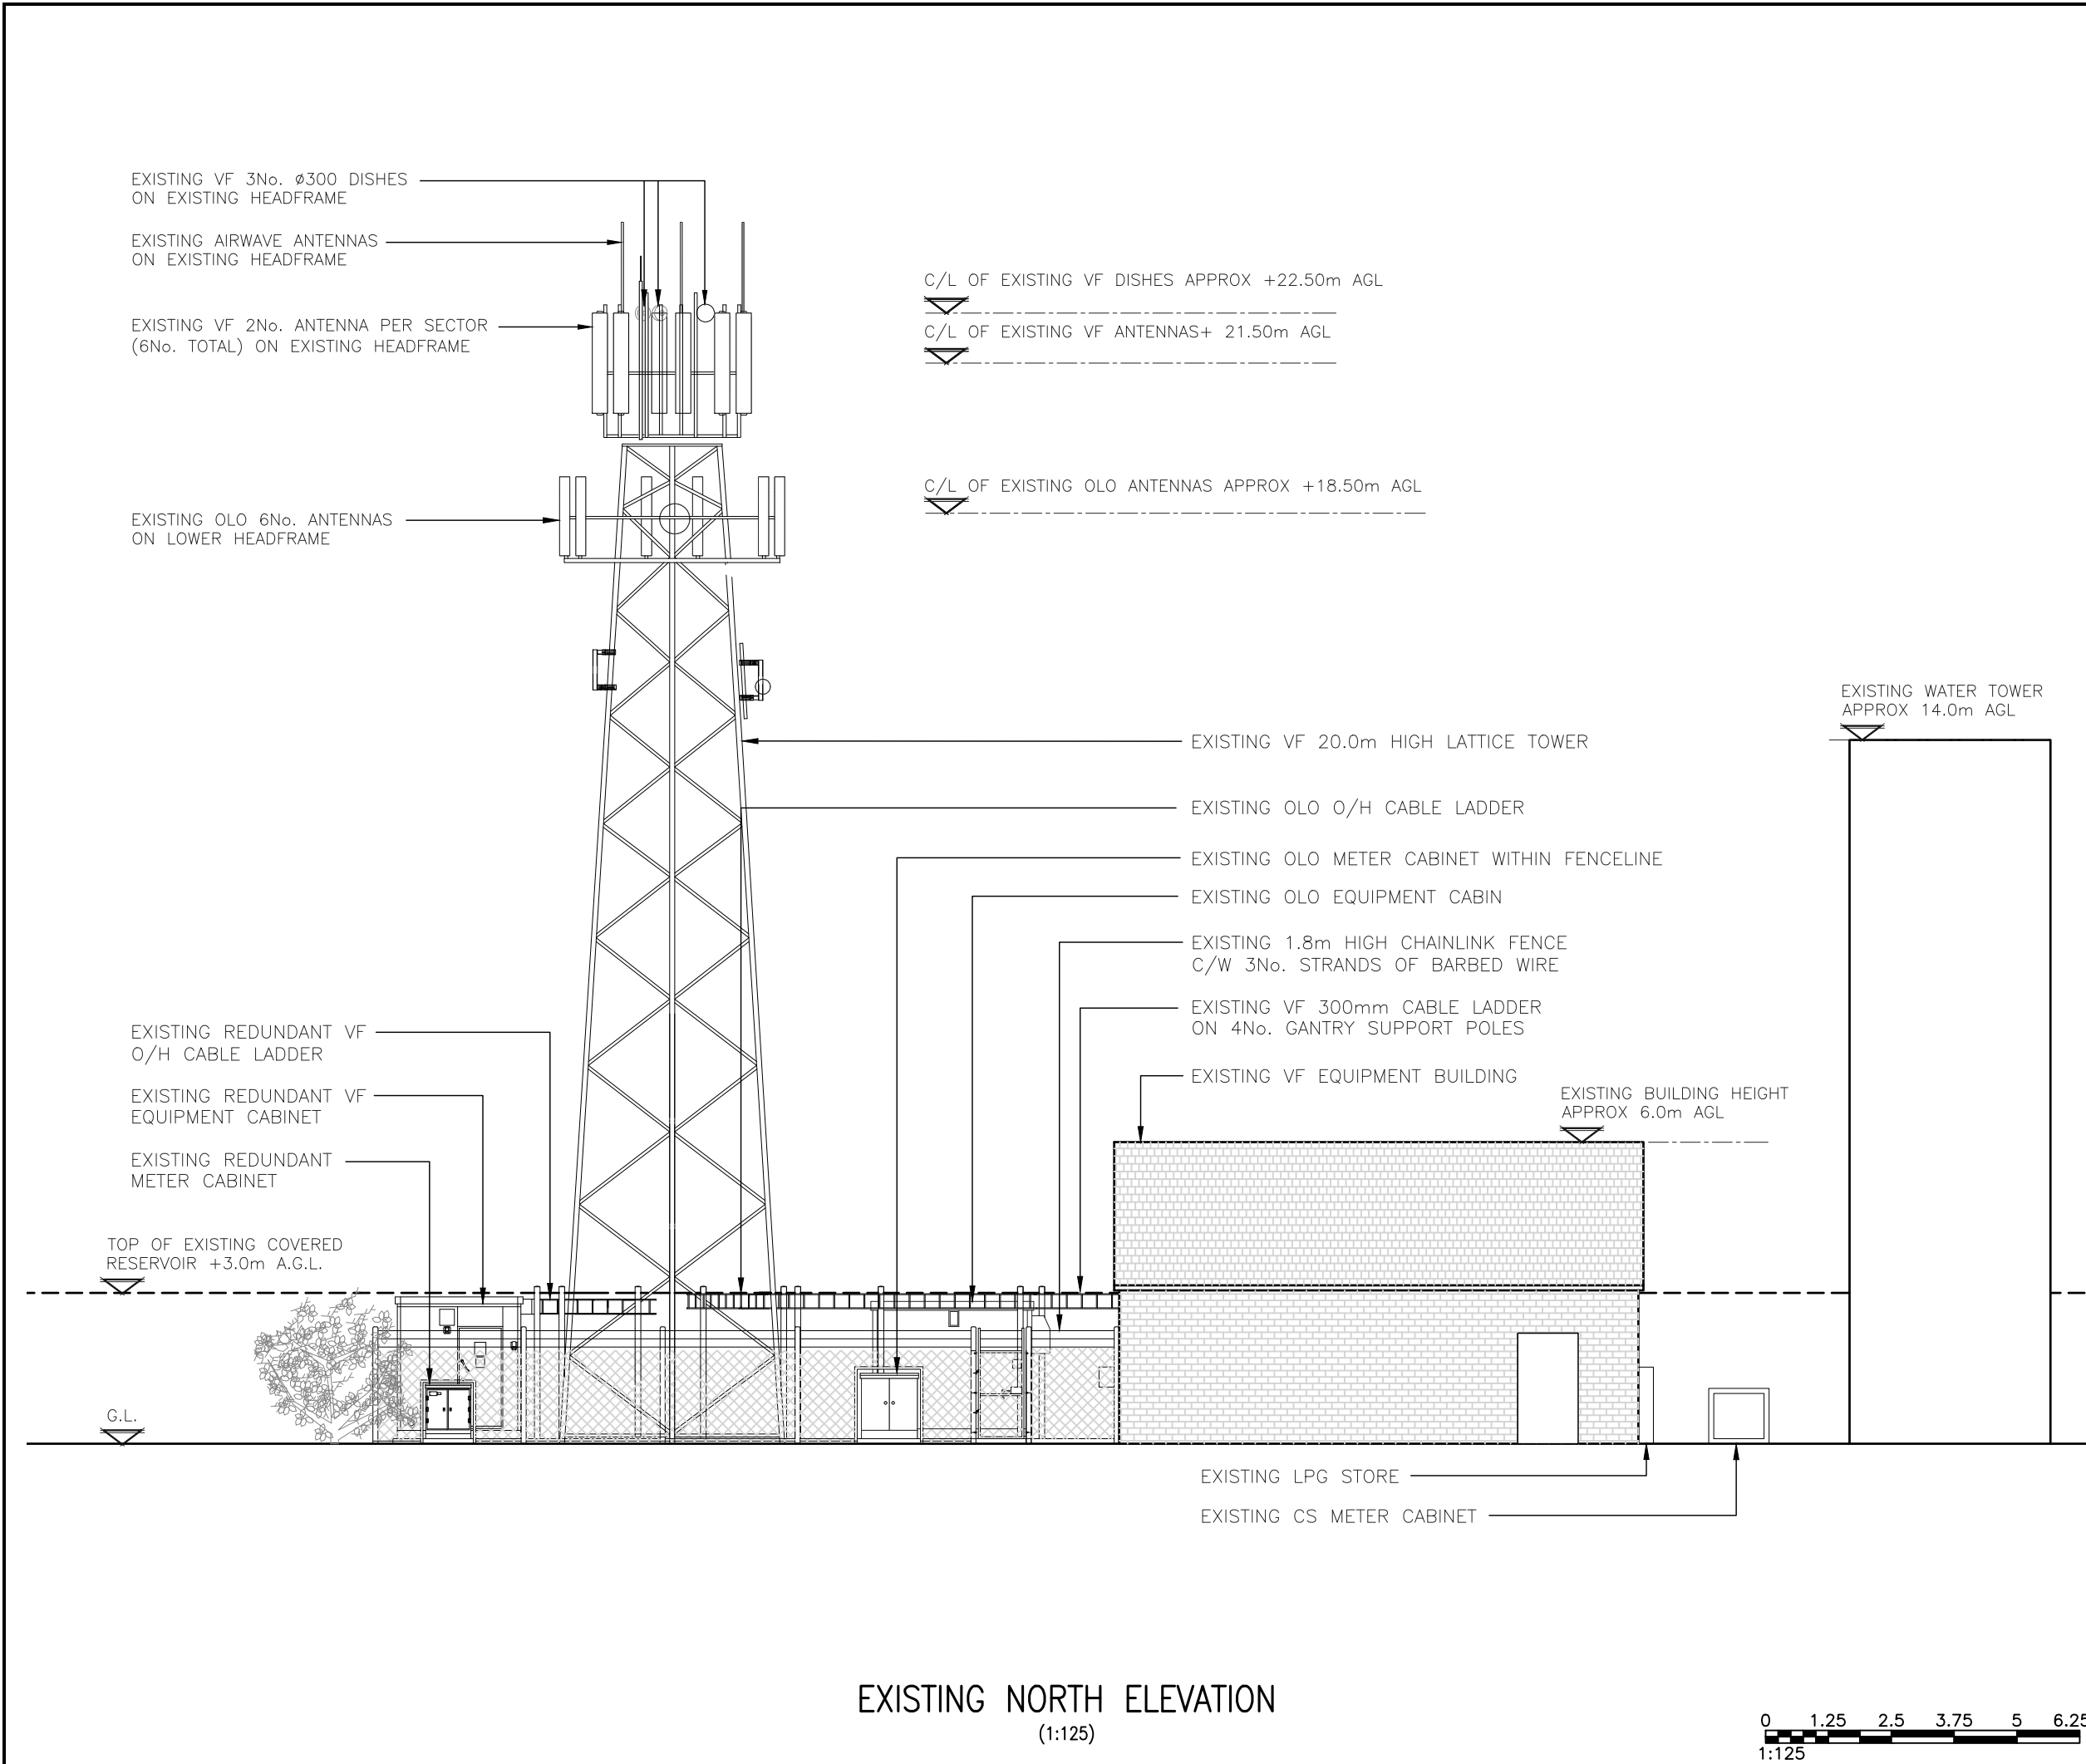 EXISTING VF 3No. ø300 DISHES
ON EXISTING HEADFRAME
EXISTING AIRWAVE ANTENNAS
ON EXISTING HEADFRAME
EXISTING VF 2No. ANTENNA PER SECTOR
(6No. TOTAL) ON EXISTING HEADFRAME
C/L OF EXISTING VF DISHES APPROX +22.50m AGL
C/L OF EXISTING VF ANTENNAS+ 21.50m AGL
C/L OF EXISTING OLO ANTENNAS APPROX +18.50m AGL
EXISTING OLO 6No. ANTENNAS
ON LOWER HEADFRAME
EXISTING WATER TOWER
APPROX 14.0m AGL
EXISTING VF 20.0m HIGH LATTICE TOWER
EXISTING OLO O/H CABLE LADDER
EXISTING OLO METER CABINET WITHIN FENCELINE
EXISTING OLO EQUIPMENT CABIN
EXISTING 1.8m HIGH CHAINLINK FENCE
C/W 3No. STRANDS OF BARBED WIRE
EXISTING VF 300mm CABLE LADDER
ON 4No. GANTRY SUPPORT POLES
EXISTING VF EQUIPMENT BUILDING
EXISTING BUILDING HEIGHT
APPROX 6.0m AGL
EXISTING REDUNDANT VF
O/H CABLE LADDER
EXISTING REDUNDANT VF
EQUIPMENT CABINET
EXISTING REDUNDANT
METER CABINET
TOP OF EXISTING COVERED
RESERVOIR +3.0m A.G.L.
G.L.
EXISTING LPG STORE
EXISTING CS METER CABINET
EXISTING NORTH ELEVATION
(1:125)
0 1.25 2.5 3.75 5 6.25
1:125